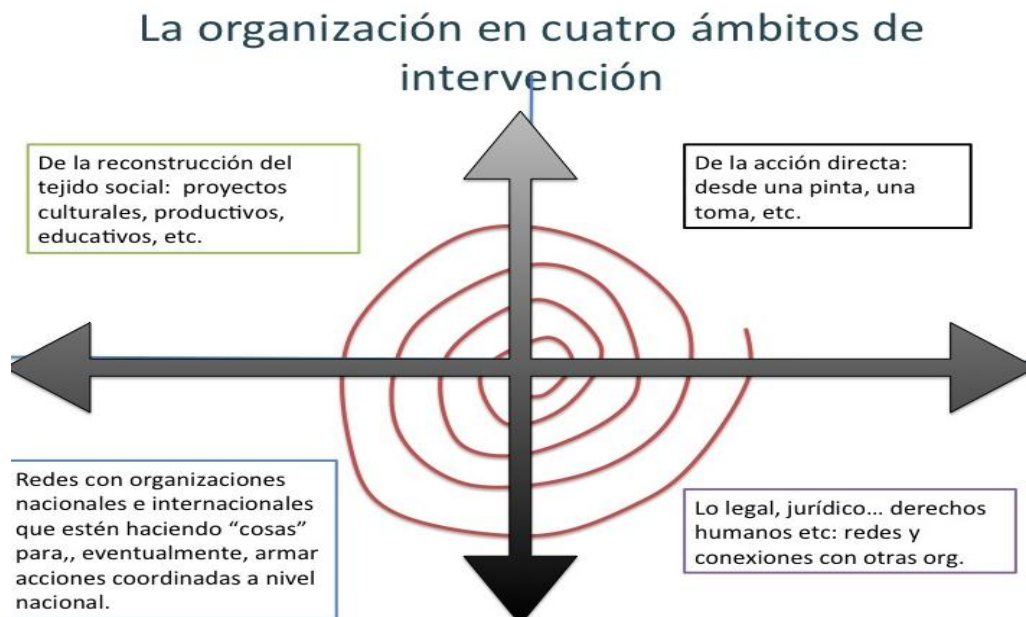 La organización en cuatro ámbitos de
intervención
De la reconstrucción del
tejido social:  proyectos
culturales, productivos,
educativos, etc.
De la acción directa:
desde una pinta, una
toma, etc.
Redes con organizaciones
nacionales e internacionales
que estén haciendo “cosas”
para,, eventualmente, armar
acciones coordinadas a nivel
nacional.
Lo legal, jurídico... derechos
humanos etc: redes y
conexiones con otras org.